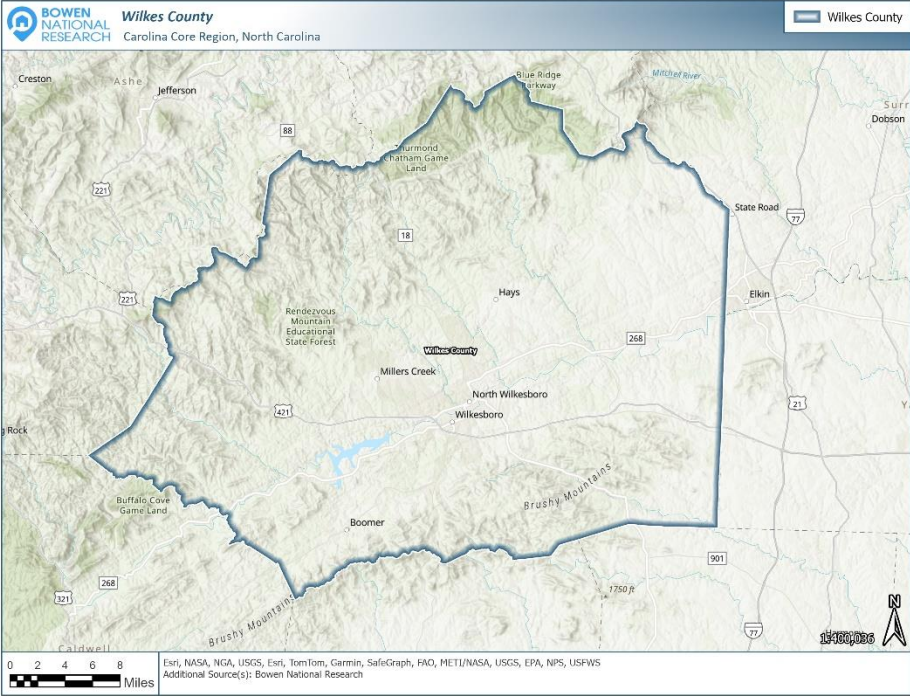 BOWEN
NATIONAL
RESEARCH
Wilkes County
Carolina Core Region, North Carolina
Wilkes County
Creston
Ashe
Jefferson
88
221
Blue Ridge
Parkway
Mitchell River
Surr
Dobson
Thurmond
Chatham Game
Land
18
State Road
77
221
Hays
Elkin
Rendezvous
Mountain
Educational
State Forest
Wilkes County
268
Millers Creek
North Wilkesboro
421
Wilkesboro
21
Y
g Rock
Brushy Mountains
Buffalo Cove
Game Land
Boomer
268
321
901
1750 ft
Brushy Mountains
Caldwell
77
N
1:400,036
0 2 4 6 8
Miles
Esri, NASA, NGA, USGS, Esri, TomTom, Garmin, SafeGraph, FAO, METI/NASA, USGS, EPA, NPS, USFWS
Additional Source(s): Bowen National Research